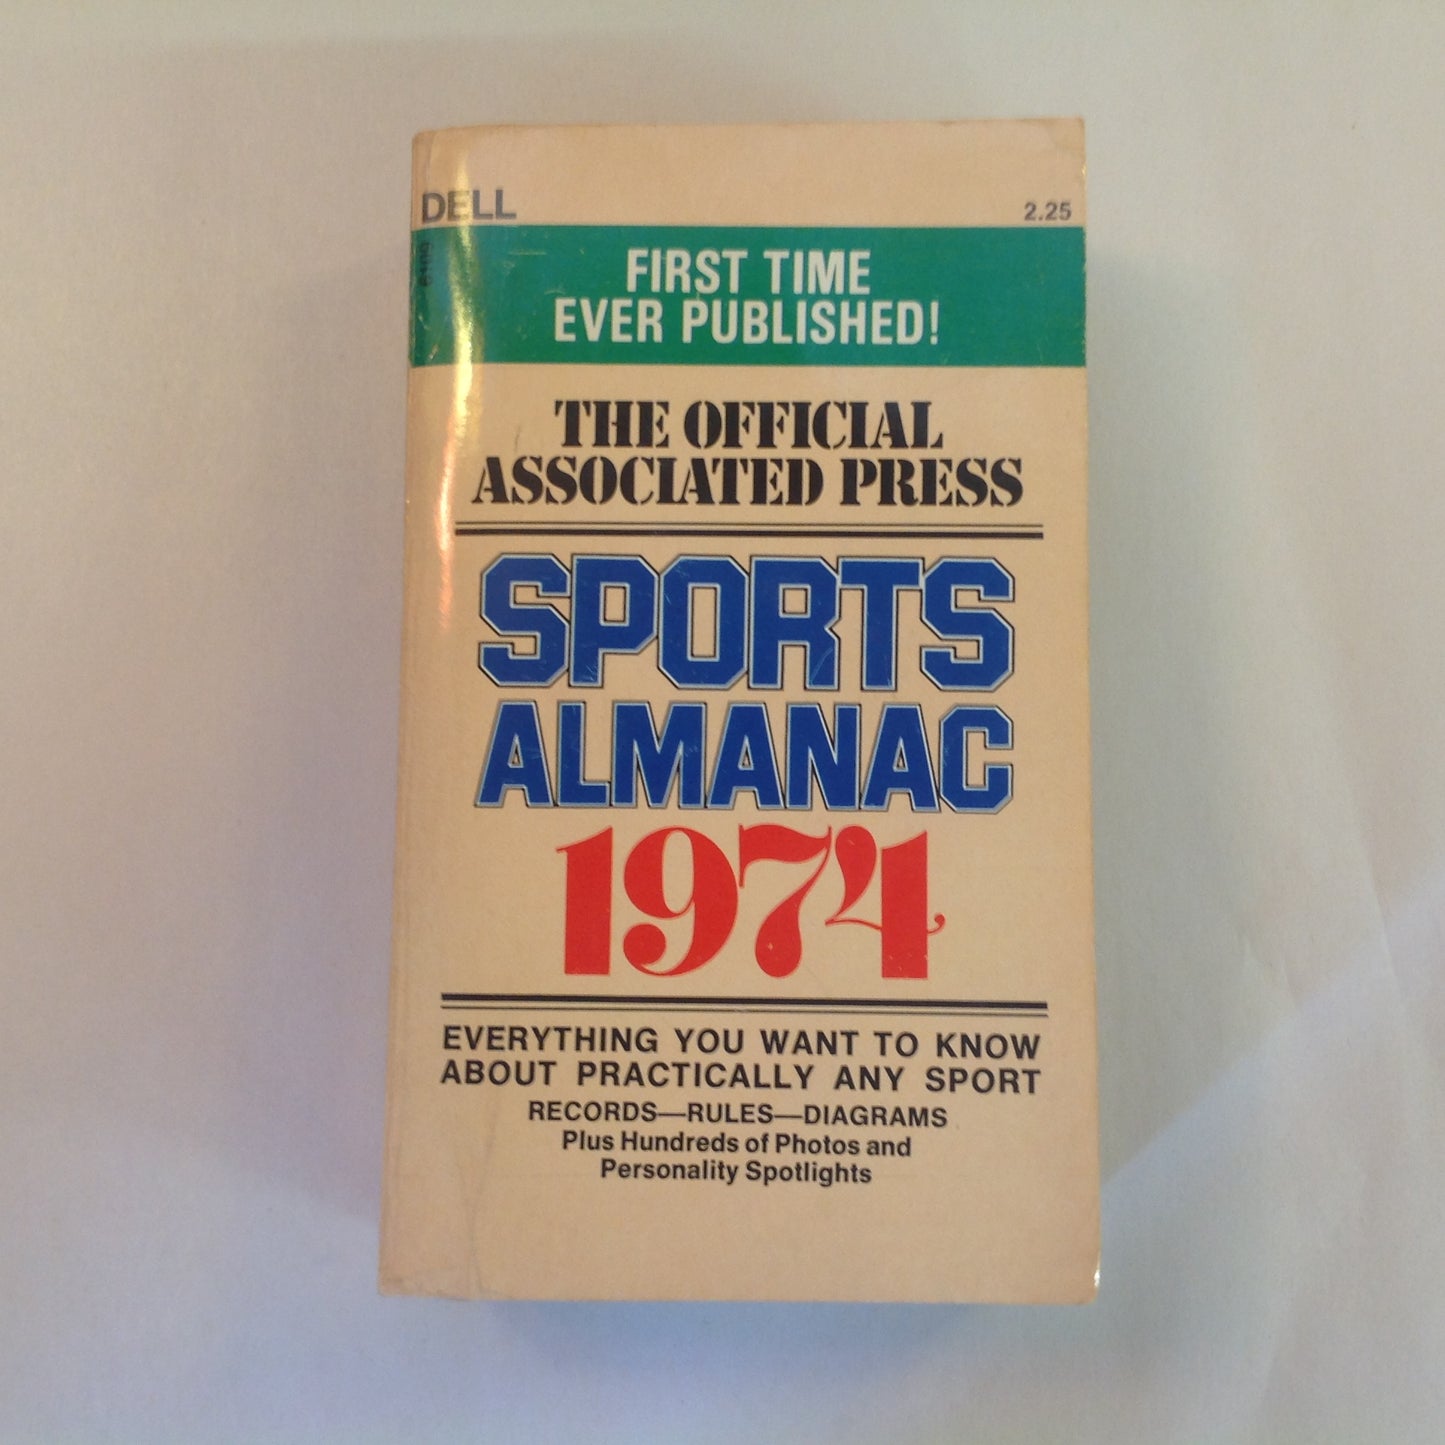 DELL
2.25
FIRST TIME
EVER PUBLISHED!
THE OFFICIAL
ASSOCIATED PRESS
SPORTS
ALMANAC
1974
EVERYTHING YOU WANT TO KNOW
ABOUT PRACTICALLY ANY SPORT
RECORDS—RULES—DIAGRAMS
Plus Hundreds of Photos and
Personality Spotlights